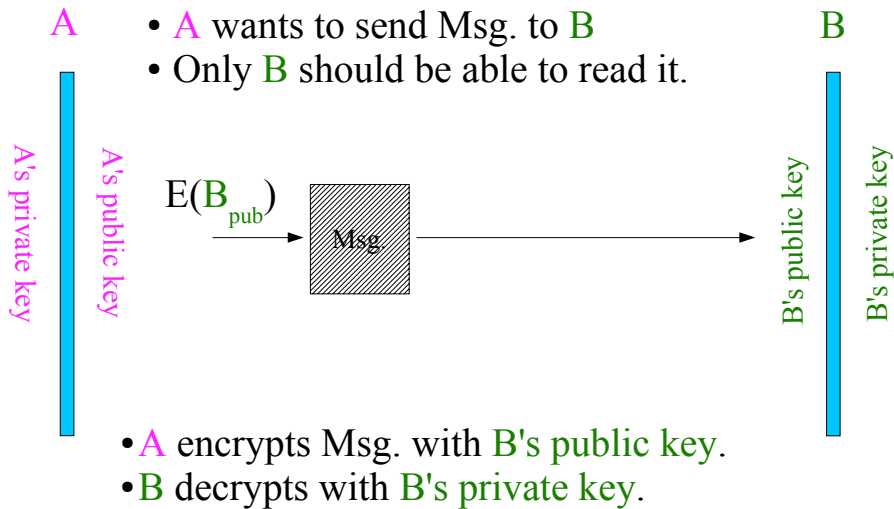 A
• A wants to send Msg. to B
• Only B should be able to read it.
B
A's private key
A's public key
E(B_pub)
Msg.
B's public key
B's private key
•A encrypts Msg. with B's public key.
•B decrypts with B's private key.